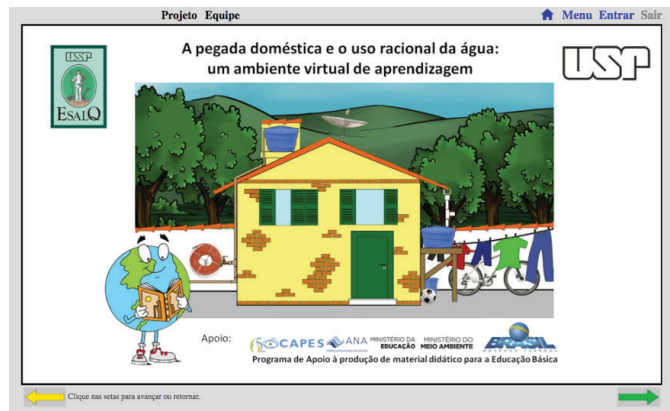 Projeto Equipe
Menu Entrar Sair
A pegada doméstica e o uso racional da água:
um ambiente virtual de aprendizagem
USP
ESALQ
USP
Apoio:
CAPES
ANA
MINISTÉRIO DA
EDUCAÇÃO
MINISTÉRIO DO
MEIO AMBIENTE
BRASIL
Programa de Apoio à produção de material didático para a Educação Básica
Clique nas setas para avançar ou retornar.